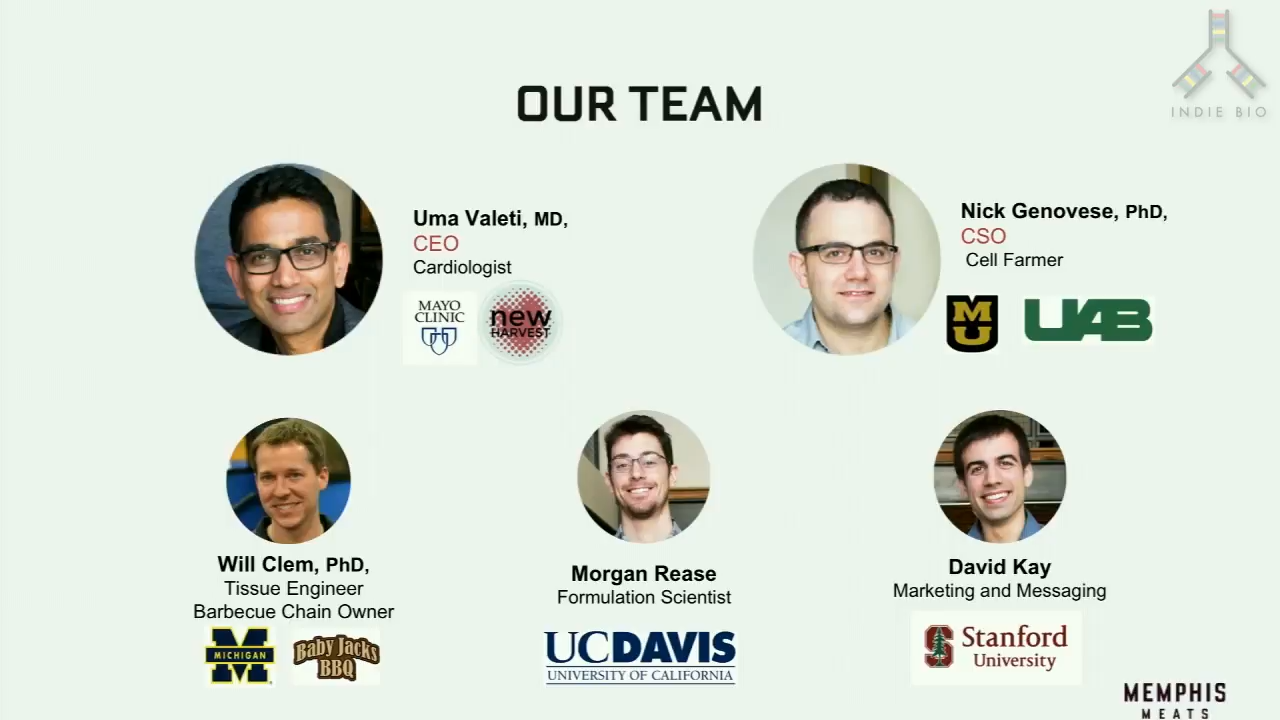 INDIE BIO
OUR TEAM
Uma Valeti, MD,
CEO
Cardiologist
MAYO
CLINIC
new
HARVEST
Nick Genovese, PhD,
CSO
Cell Farmer
MU
UAB
Will Clem, PhD,
Tissue Engineer
Barbecue Chain Owner
M
MICHIGAN
Baby Jacks
BBQ
Morgan Rease
Formulation Scientist
UCDAVIS
UNIVERSITY OF CALIFORNIA
David Kay
Marketing and Messaging
S
Stanford
University
MEMPHIS
MEATS